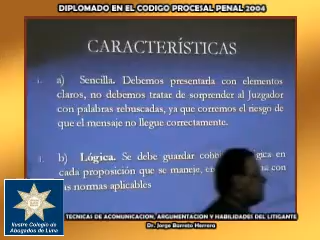 DIPLOMADO EN EL CODIGO PROCESAL PENAL 2004
CARACTERÍSTICAS
a) Sencilla. Debemos presentarla con elementos
claros, no debemos tratar de sorprender al Juzgador
con palabras rebuscadas, ya que corremos el riesgo de
que el mensaje no llegue correctamente.
b) Lógica. Se debe guardar en
cada proposición que se maneje, con
las normas aplicables
TECNICAS DE COMUNICACION, ARGUMENTACION Y HABILIDADES DEL LITIGANTE
Dr. Jorge Barreto Herrera
Ilustre Colegio de
Abogados de Lima